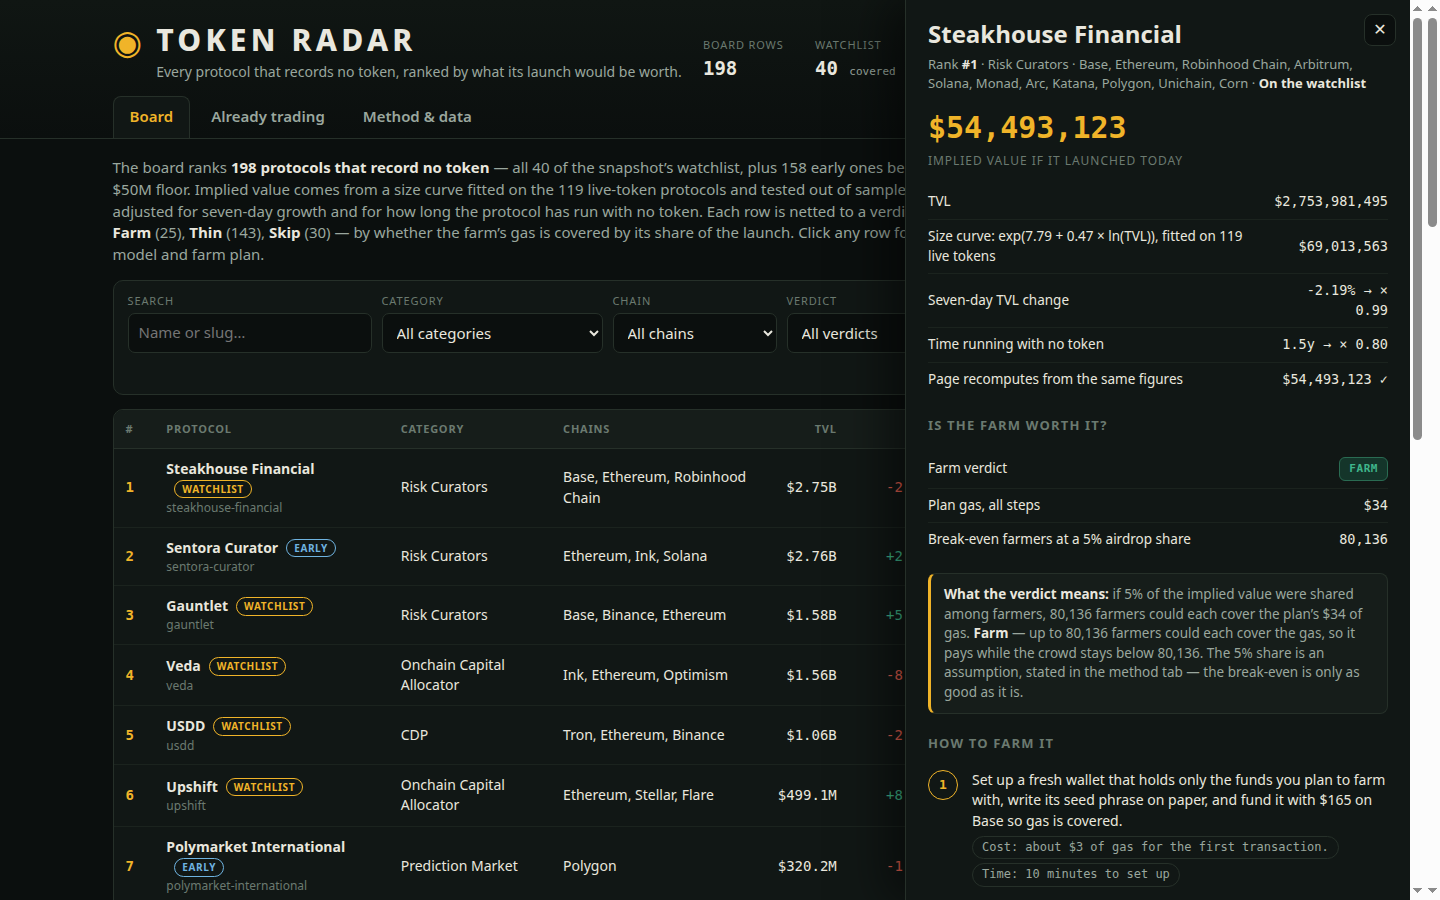 ◉ TOKEN RADAR
Every protocol that records no token, ranked by what its launch would be worth.
BOARD ROWS
198
WATCHLIST
40 covered
Board
Already trading
Method & data
The board ranks 198 protocols that record no token — all 40 of the snapshot's watchlist, plus 158 early ones be
$50M floor. Implied value comes from a size curve fitted on the 119 live-token protocols and tested out of sample
adjusted for seven-day growth and for how long the protocol has run with no token. Each row is netted to a verdi
Farm (25), Thin (143), Skip (30) — by whether the farm's gas is covered by its share of the launch. Click any row fo
model and farm plan.
SEARCH
Name or slug...
CATEGORY
All categories
CHAIN
All chains
VERDICT
All verdicts
# PROTOCOL CATEGORY CHAINS TVL
1 Steakhouse Financial WATCHLIST steakhouse-financial Risk Curators Base, Ethereum, Robinhood Chain $2.75B -2
2 Sentora Curator EARLY sentora-curator Risk Curators Ethereum, Ink, Solana $2.76B +2
3 Gauntlet WATCHLIST gauntlet Risk Curators Base, Binance, Ethereum $1.58B +5
4 Veda WATCHLIST veda Onchain Capital Allocator Ink, Ethereum, Optimism $1.56B -8
5 USDD WATCHLIST usdd CDP Tron, Ethereum, Binance $1.06B -2
6 Upshift WATCHLIST upshift Onchain Capital Allocator Ethereum, Stellar, Flare $499.1M +8
7 Polymarket International EARLY polymarket-international Prediction Market Polygon $320.2M -1
Steakhouse Financial
✕
Rank #1 · Risk Curators · Base, Ethereum, Robinhood Chain, Arbitrum,
Solana, Monad, Arc, Katana, Polygon, Unichain, Corn · On the watchlist
$54,493,123
IMPLIED VALUE IF IT LAUNCHED TODAY
TVL $2,753,981,495
Size curve: exp(7.79 + 0.47 × ln(TVL)), fitted on 119
live tokens $69,013,563
Seven-day TVL change -2.19% → ×
0.99
Time running with no token 1.5y → × 0.80
Page recomputes from the same figures $54,493,123 ✓
IS THE FARM WORTH IT?
Farm verdict FARM
Plan gas, all steps $34
Break-even farmers at a 5% airdrop share 80,136
What the verdict means: if 5% of the implied value were shared
among farmers, 80,136 farmers could each cover the plan's $34 of
gas. Farm — up to 80,136 farmers could each cover the gas, so it
pays while the crowd stays below 80,136. The 5% share is an
assumption, stated in the method tab — the break-even is only as
good as it is.
HOW TO FARM IT
1 Set up a fresh wallet that holds only the funds you plan to farm
with, write its seed phrase on paper, and fund it with $165 on
Base so gas is covered.
Cost: about $3 of gas for the first transaction.
Time: 10 minutes to set up